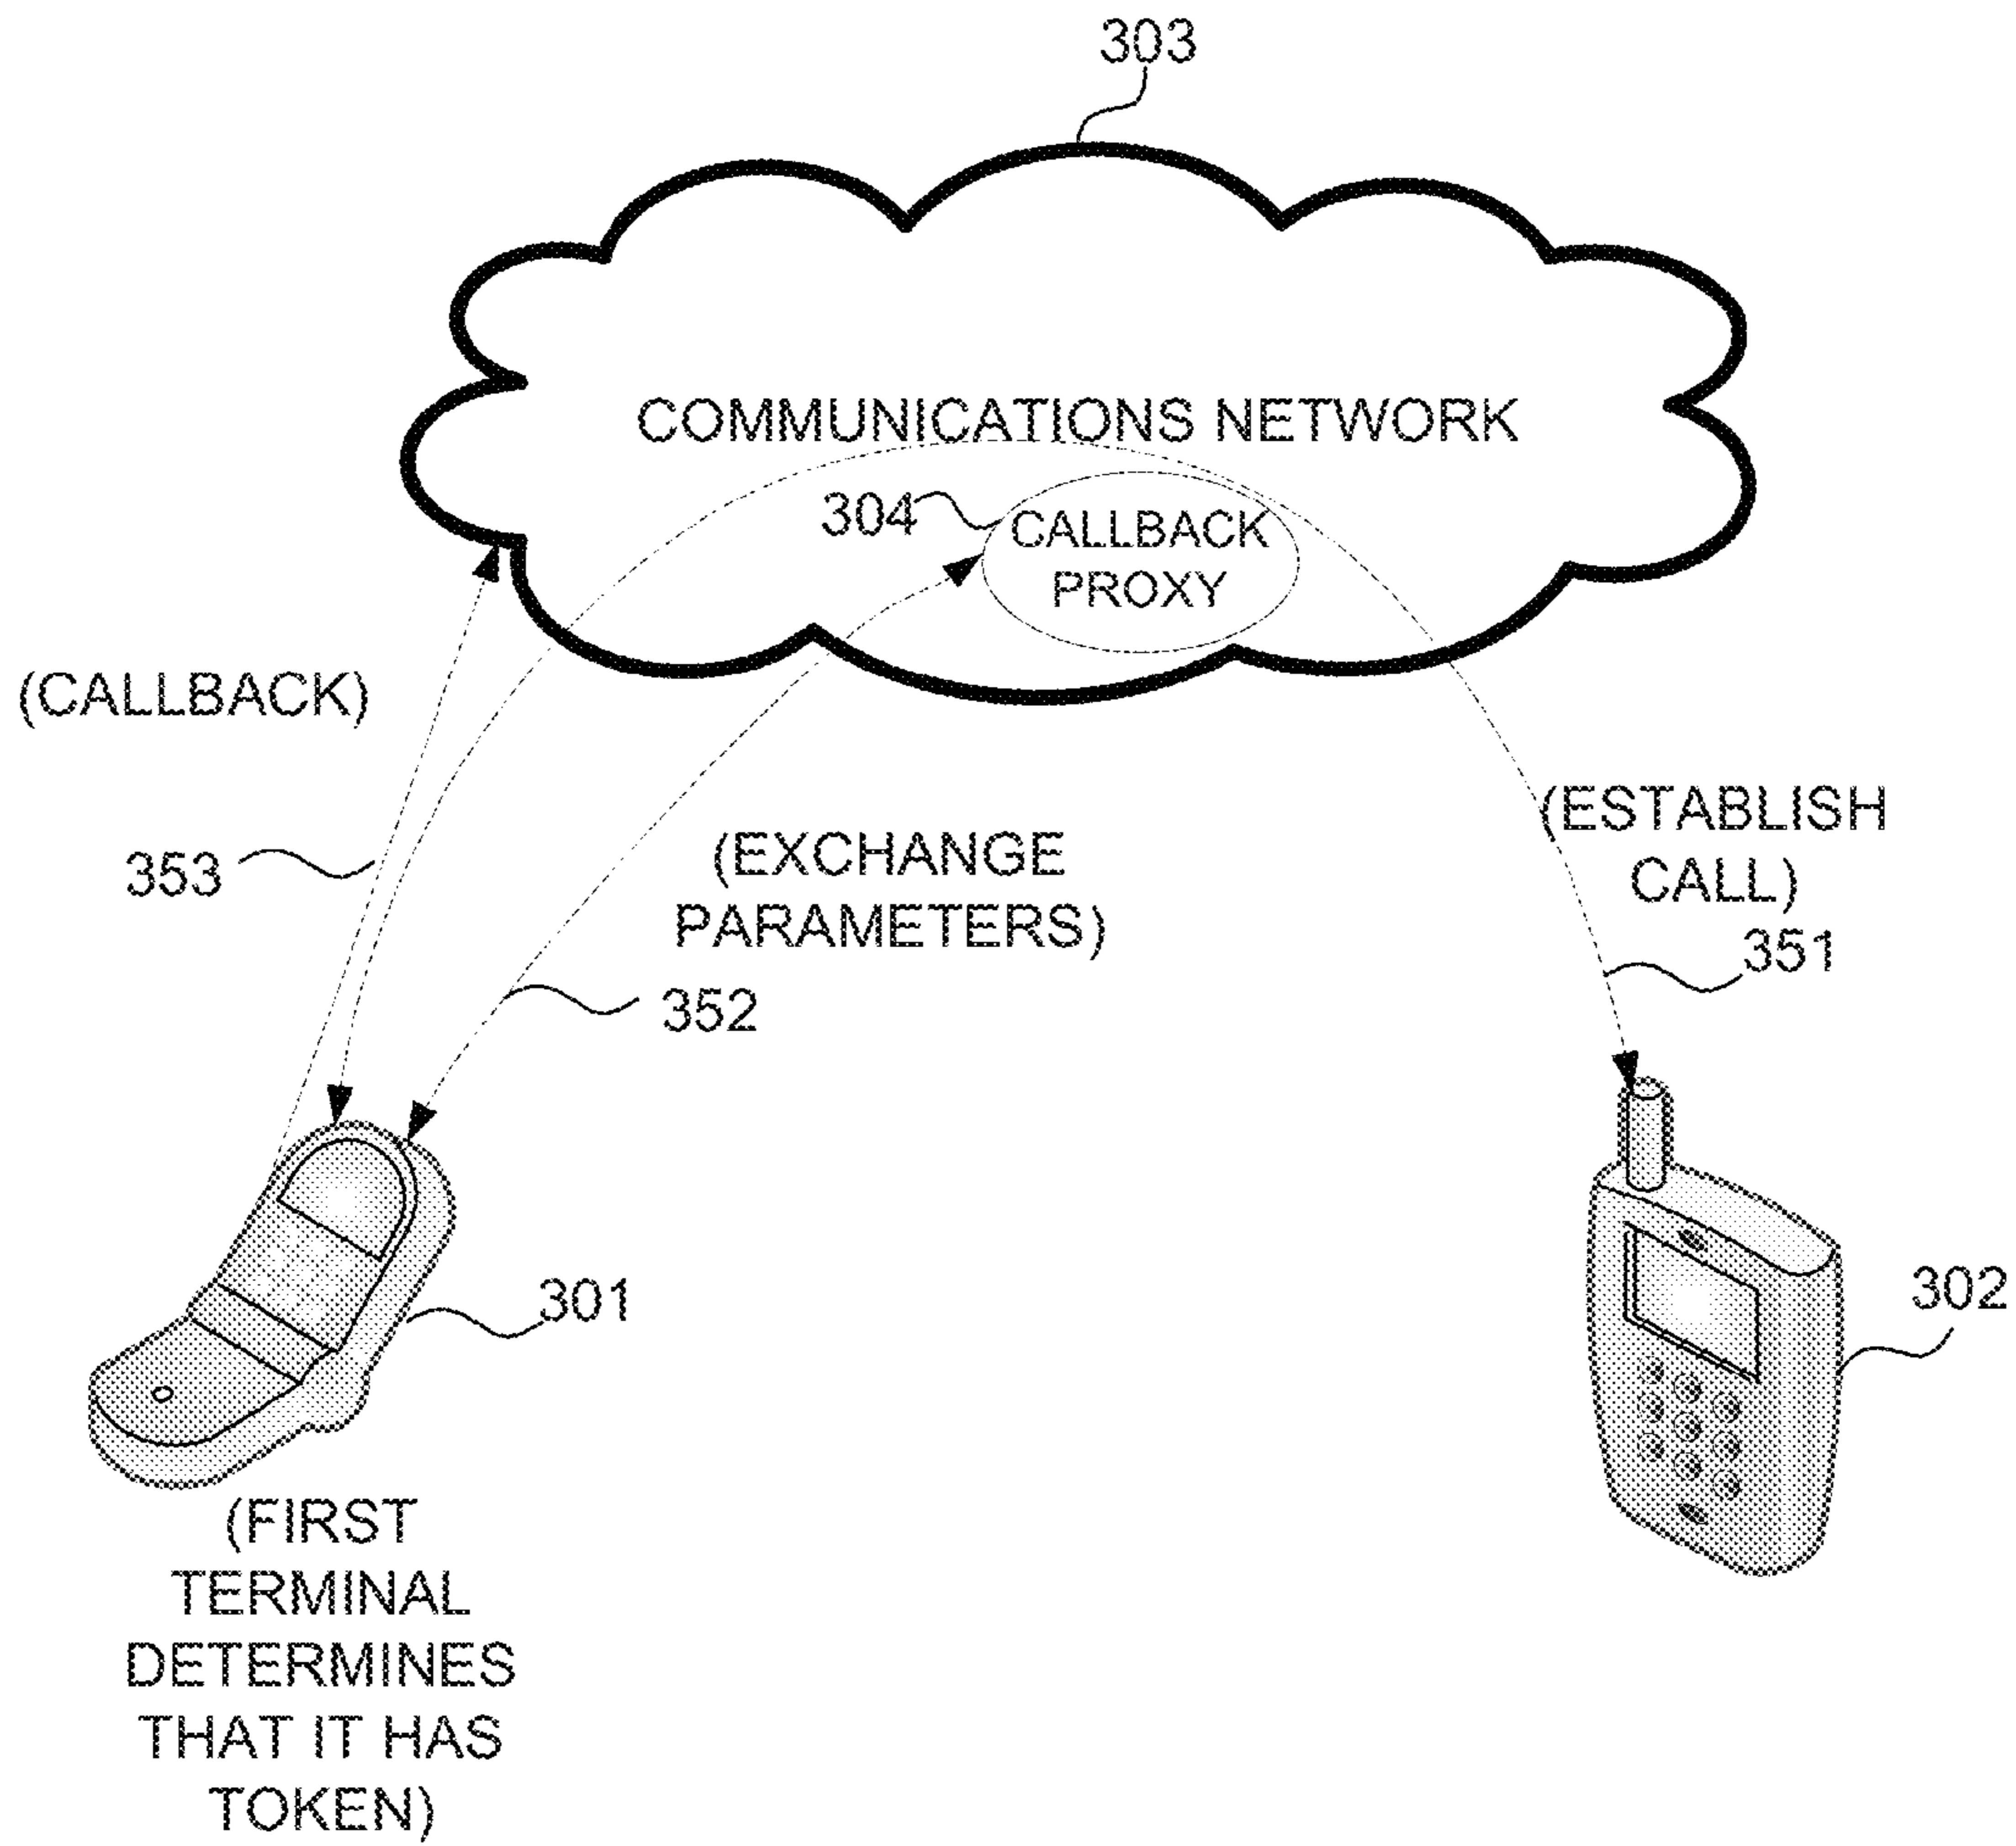 303
COMMUNICATIONS NETWORK
304
CALLBACK
PROXY
(CALLBACK)
353
(EXCHANGE
PARAMETERS)
352
(ESTABLISH
CALL)
351
301
302
(FIRST
TERMINAL
DETERMINES
THAT IT HAS
TOKEN)